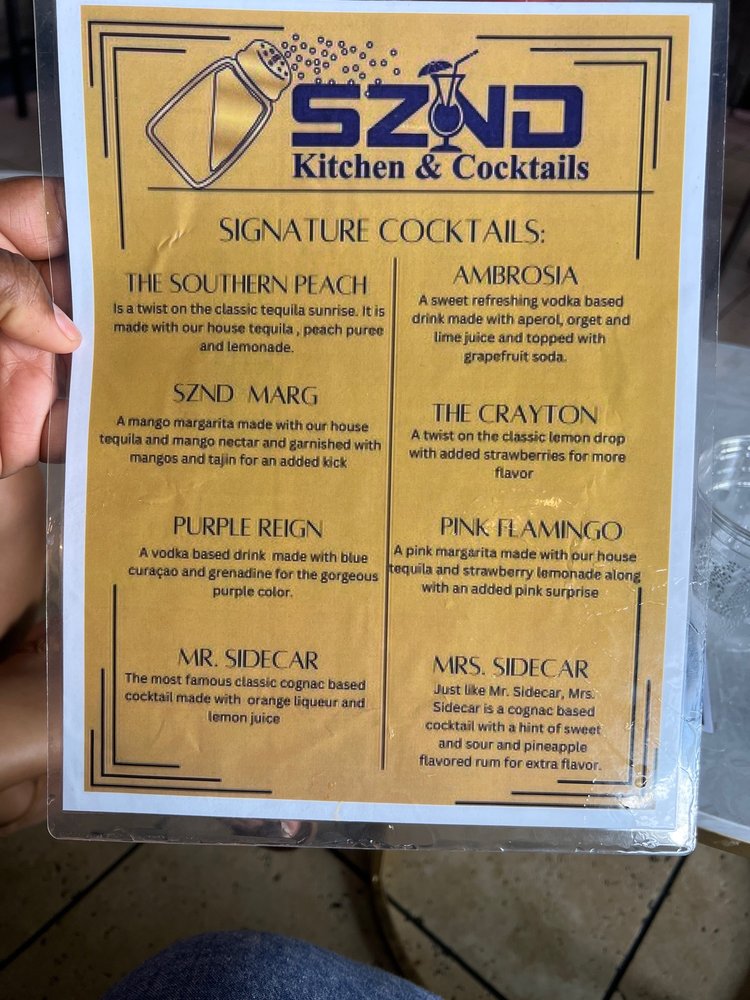 SZND
Kitchen & Cocktails
SIGNATURE COCKTAILS:
THE SOUTHERN PEACH
Is a twist on the classic tequila sunrise. It is
made with our house tequila , peach puree
and lemonade.
SZND MARG
A mango margarita made with our house
tequila and mango nectar and garnished with
mangos and tajin for an added kick
PURPLE REIGN
A vodka based drink made with blue
curaçao and grenadine for the gorgeous
purple color.
MR. SIDECAR
The most famous classic cognac based
cocktail made with orange liqueur and
lemon juice
AMBROSIA
A sweet refreshing vodka based
drink made with aperol, orget and
lime juice and topped with
grapefruit soda.
THE CRAYTON
A twist on the classic lemon drop
with added strawberries for more
flavor
PINK FLAMINGO
A pink margarita made with our house
tequila and strawberry lemonade along
with an added pink surprise
MRS. SIDECAR
Just like Mr. Sidecar, Mrs.
Sidecar is a cognac based
cocktail with a hint of sweet
and sour and pineapple
flavored rum for extra flavor.